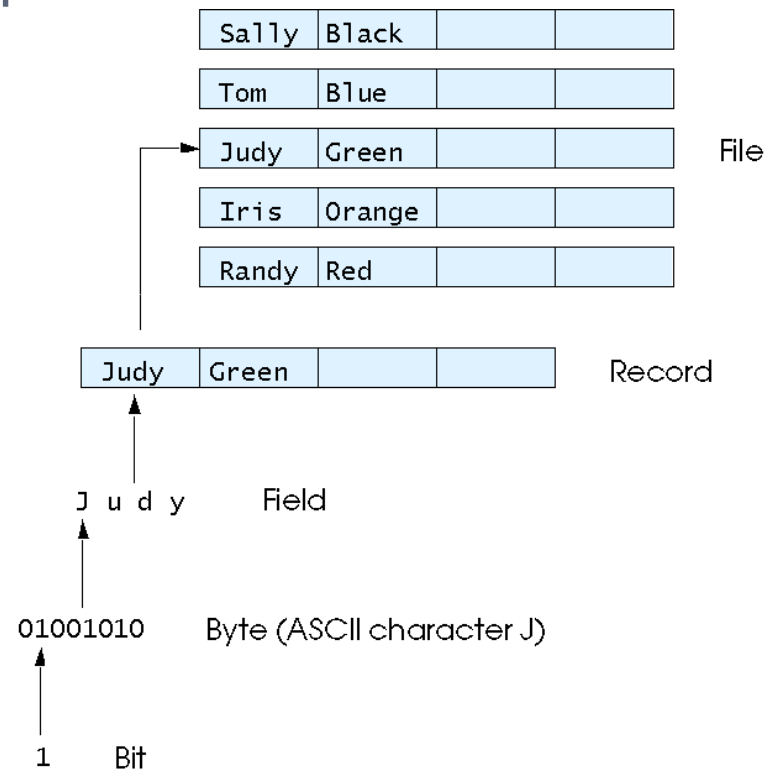 Sally Black
Tom Blue
Judy Green File
Iris Orange
Randy Red
Judy Green Record
J u d y Field
01001010 Byte (ASCII character J)
1 Bit